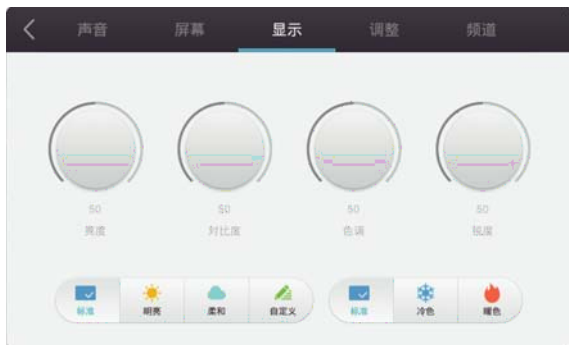 声音 屏幕 显示 调整 频道
50 50 50 50
亮度 对比度 色调 锐度
标准 明亮 柔和 自定义 标准 冷色 暖色